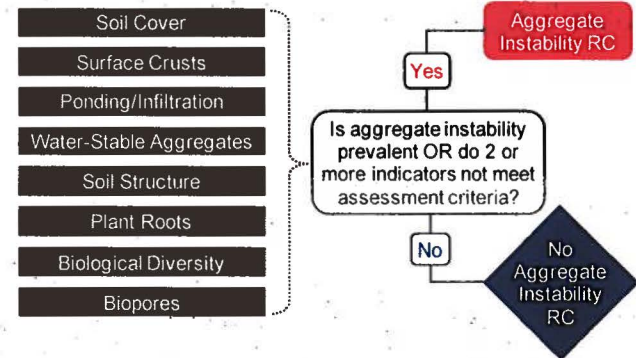 Soil Cover
Surface Crusts
Ponding/Infiltration
Water-Stable Aggregates
Soil Structure
Plant Roots
Biological Diversity
Biopores
Aggregate
Instability RC
Yes
Is aggregate instability
prevalent OR do 2 or
more indicators not meet
assessment criteria?
No
No
Aggregate
Instability
RC